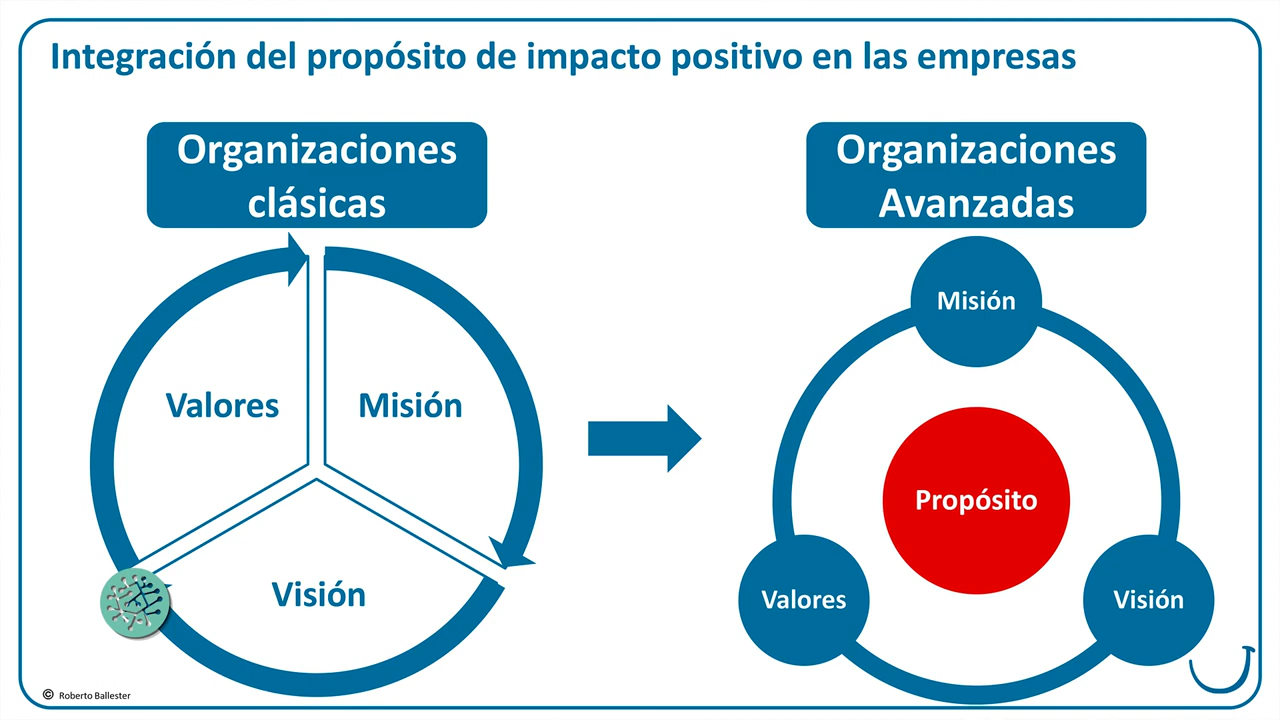 Integración del propósito de impacto positivo en las empresas
Organizaciones
clásicas
Valores
Misión
Visión
Organizaciones
Avanzadas
Misión
Propósito
Valores
Visión
© Roberto Ballester